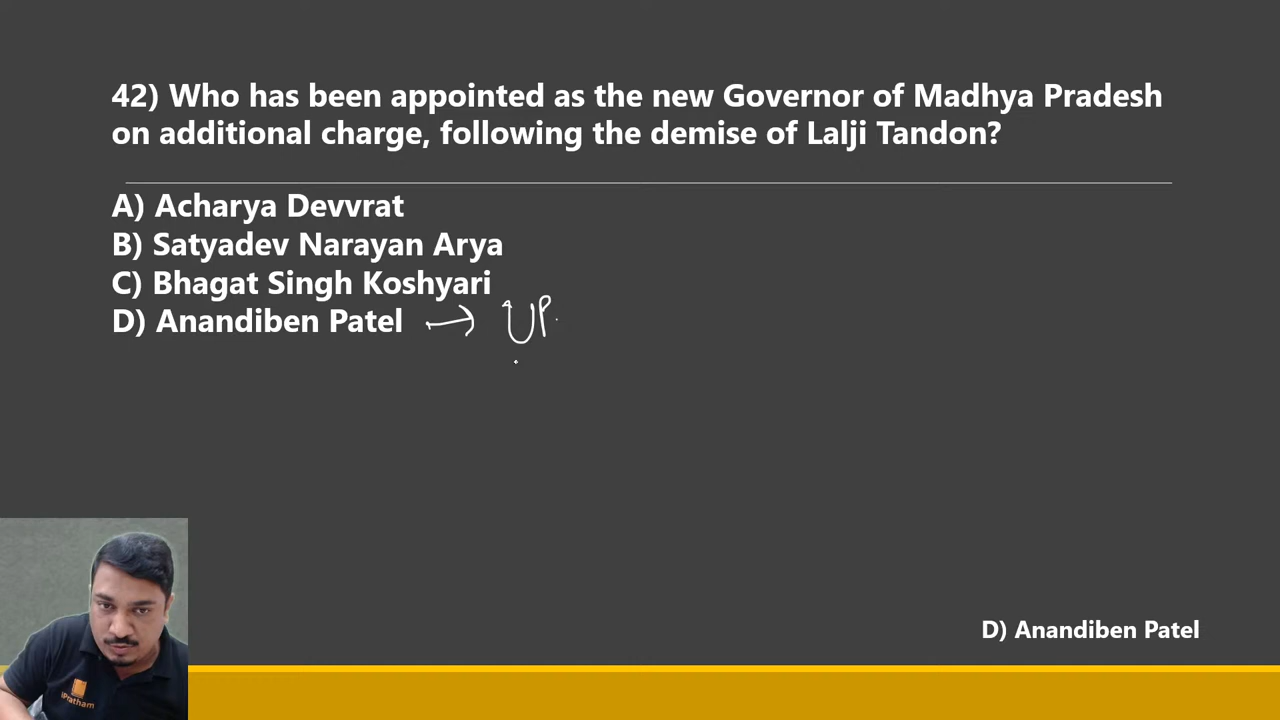 42) Who has been appointed as the new Governor of Madhya Pradesh
on additional charge, following the demise of Lalji Tandon?
A) Acharya Devvrat
B) Satyadev Narayan Arya
C) Bhagat Singh Koshyari
D) Anandiben Patel → UP
D) Anandiben Patel
iPratham